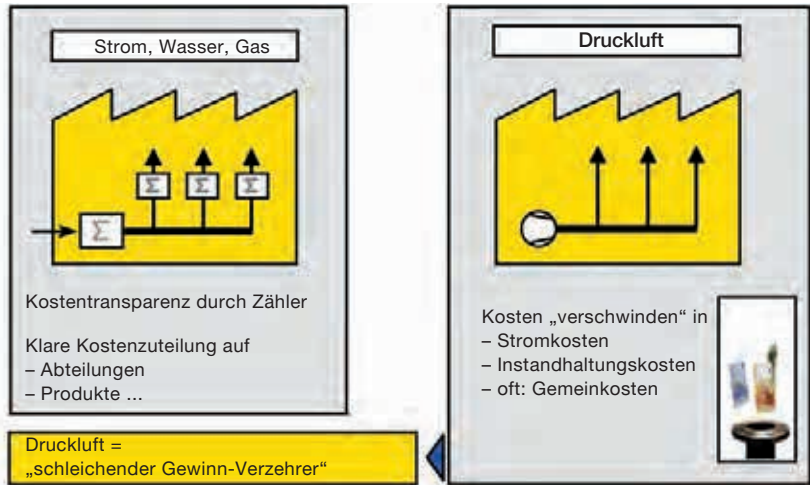 Strom, Wasser, Gas
Σ
Σ Σ Σ
Kostentransparenz durch Zähler
Klare Kostenzuteilung auf
– Abteilungen
– Produkte ...
Druckluft
Kosten „verschwinden“ in
– Stromkosten
– Instandhaltungskosten
– oft: Gemeinkosten
Druckluft =
„schleichender Gewinn-Verzehrer“